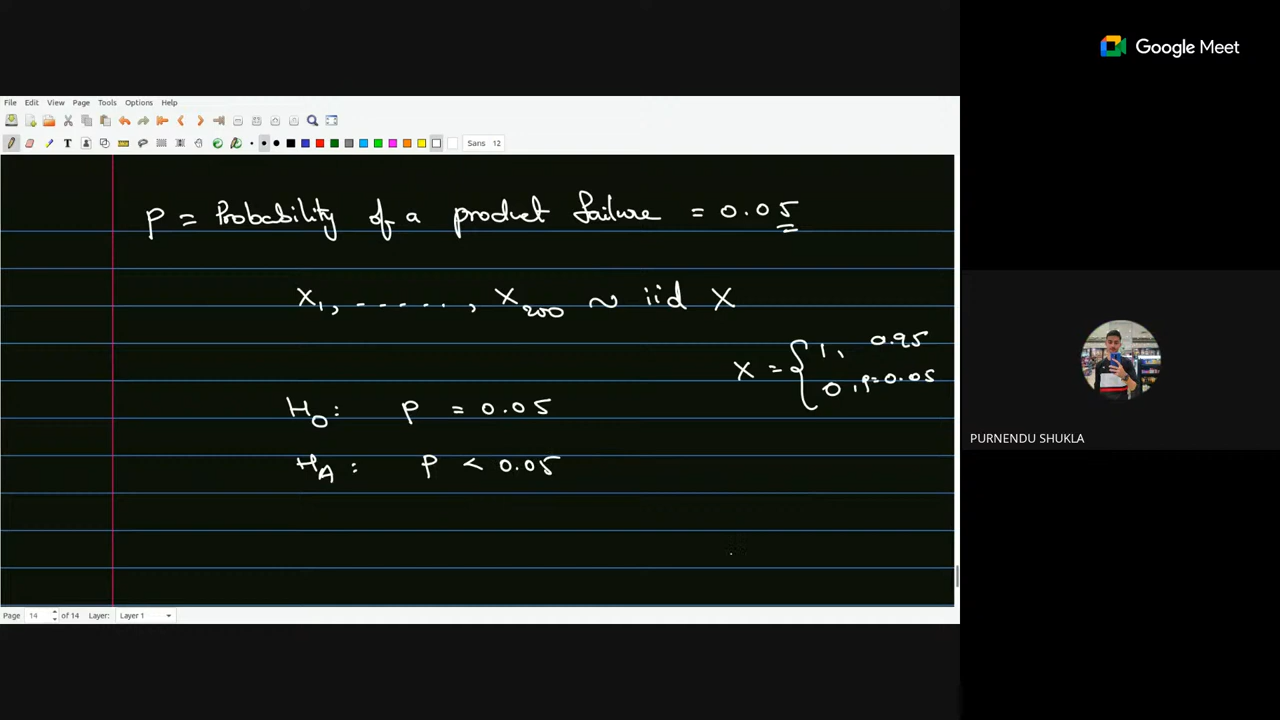 Google Meet
File Edit View Page Tools Options Help
Sans 12
P = Probability of a product failure = 0.05
X1, ......, X200 ~ iid X
X = { 1, 0.95
0, p=0.05
H0: P = 0.05
HA: P < 0.05
PURNENDU SHUKLA
Page 14 of 14 Layer: Layer 1